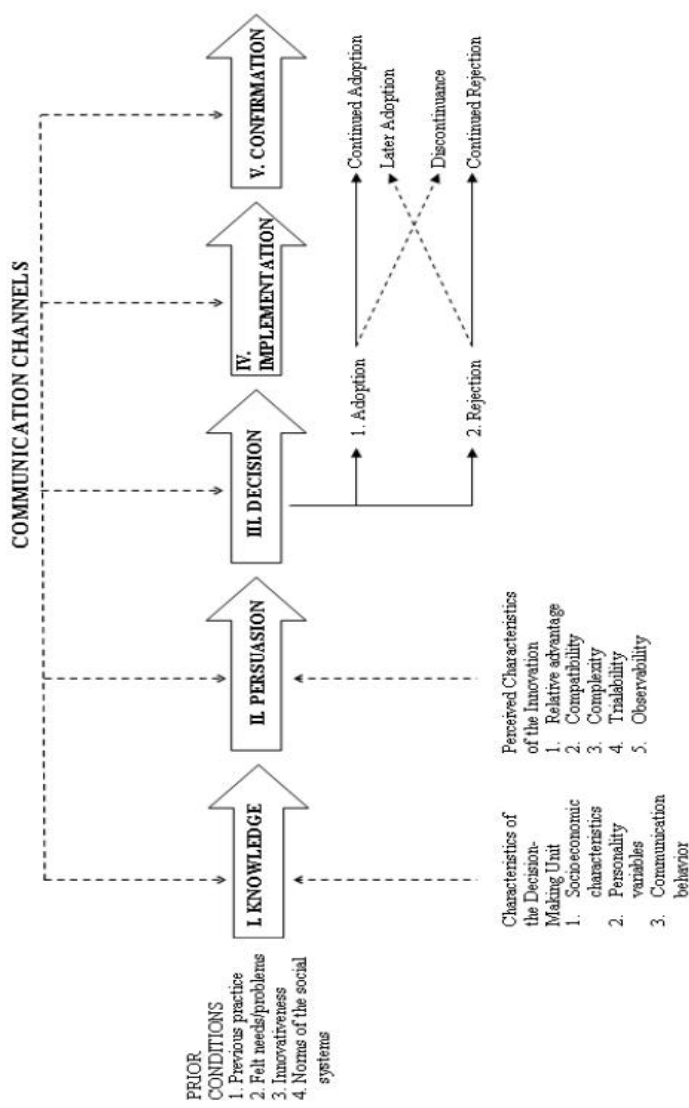 COMMUNICATION CHANNELS
PRIOR
CONDITIONS
1. Previous practice
2. Felt needs/problems
3. Innovativeness
4. Norms of the social
systems
I. KNOWLEDGE
II. PERSUASION
III. DECISION
IV.
IMPLEMENTATION
V. CONFIRMATION
1. Adoption
2. Rejection
Continued Adoption
Later Adoption
Discontinuance
Continued Rejection
Characteristics of
the Decision-
Making Unit
1. Socioeconomic
characteristics
2. Personality
variables
3. Communication
behavior
Perceived Characteristics
of the Innovation
1. Relative advantage
2. Compatibility
3. Complexity
4. Trialability
5. Observability